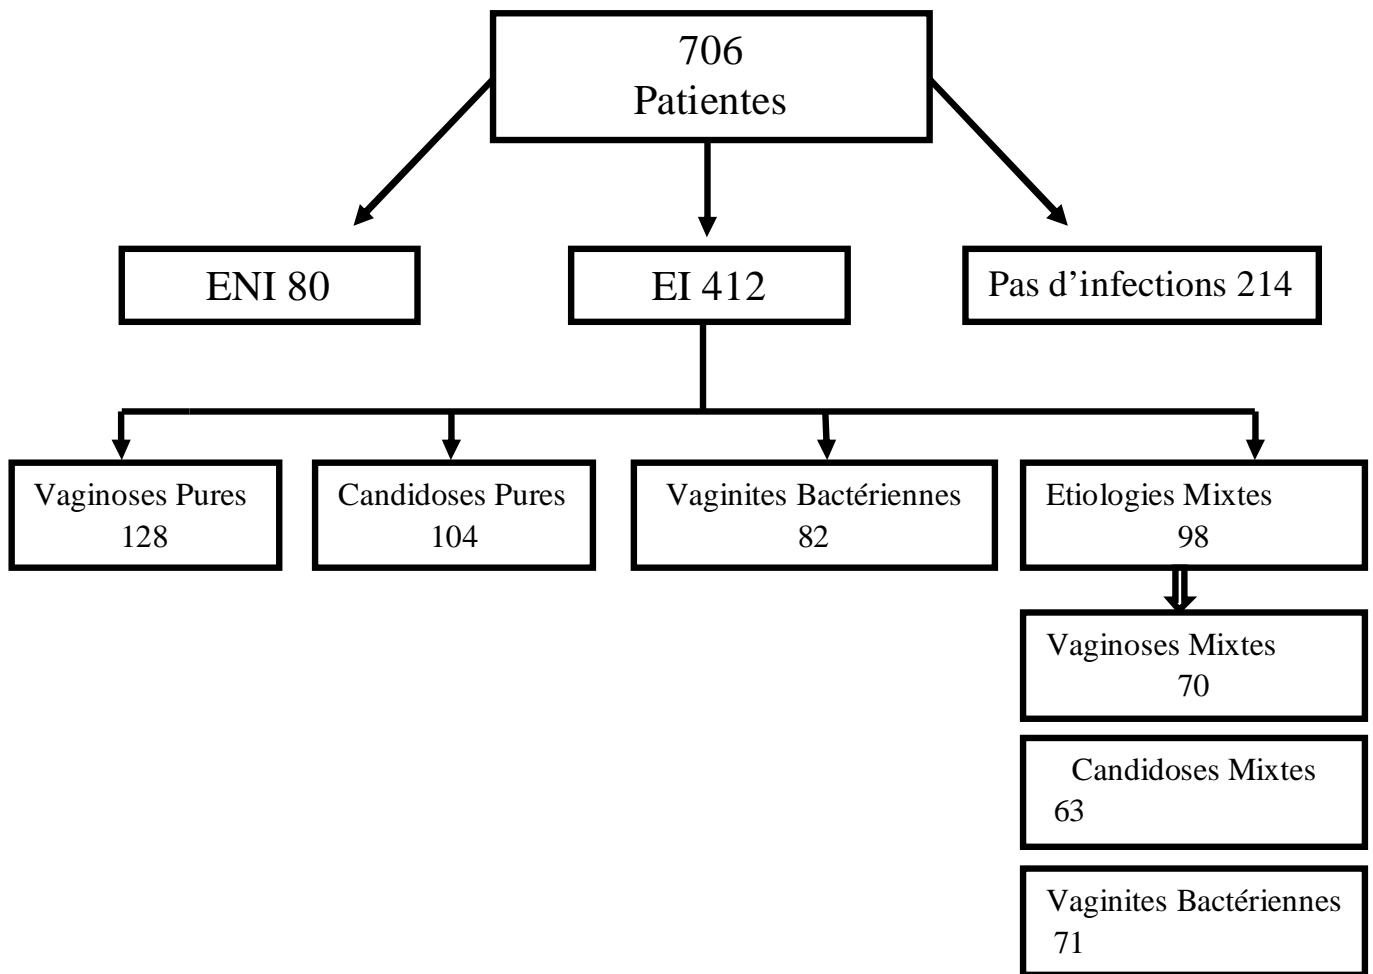 706
Patientes
ENI 80
EI 412
Pas d’infections 214
Vaginoses Pures
128
Candidoses Pures
104
Vaginites Bactériennes
82
Etiologies Mixtes
98
Vaginoses Mixtes
70
Candidoses Mixtes
63
Vaginites Bactériennes
71